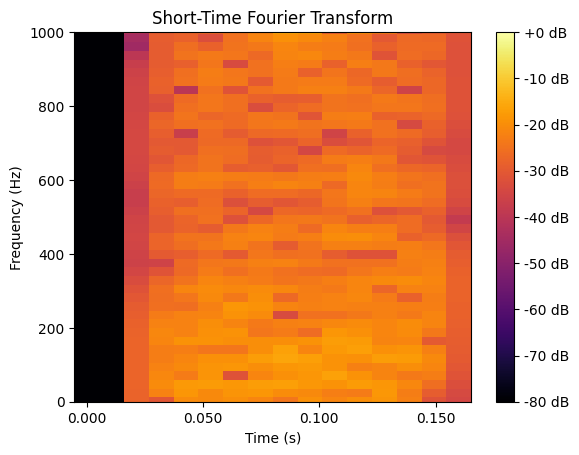 Short-Time Fourier Transform
1000
800
600
400
200
0
Frequency (Hz)
0.000
0.050
0.100
0.150
Time (s)
+0 dB
-10 dB
-20 dB
-30 dB
-40 dB
-50 dB
-60 dB
-70 dB
-80 dB